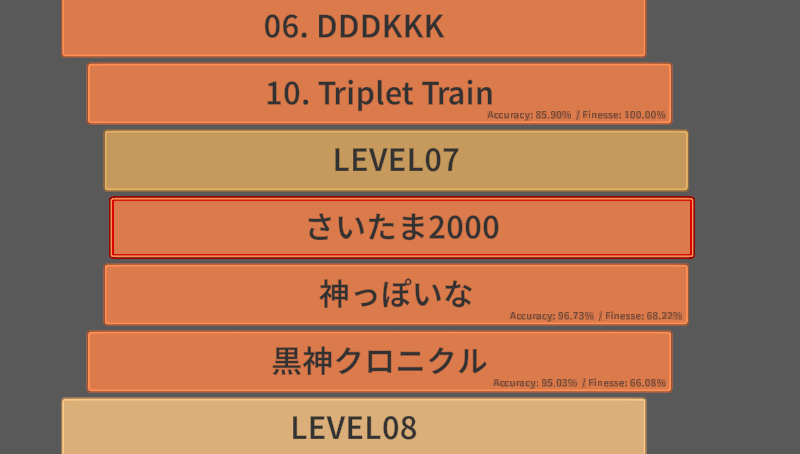 06. DDDKKK
10. Triplet Train
Accuracy: 85.90% / Finesse: 100.00%
LEVEL07
さいたま2000
神っぽいな
Accuracy: 96.73% / Finesse: 68.22%
黒神クロニクル
Accuracy: 95.03% / Finesse: 66.08%
LEVEL08